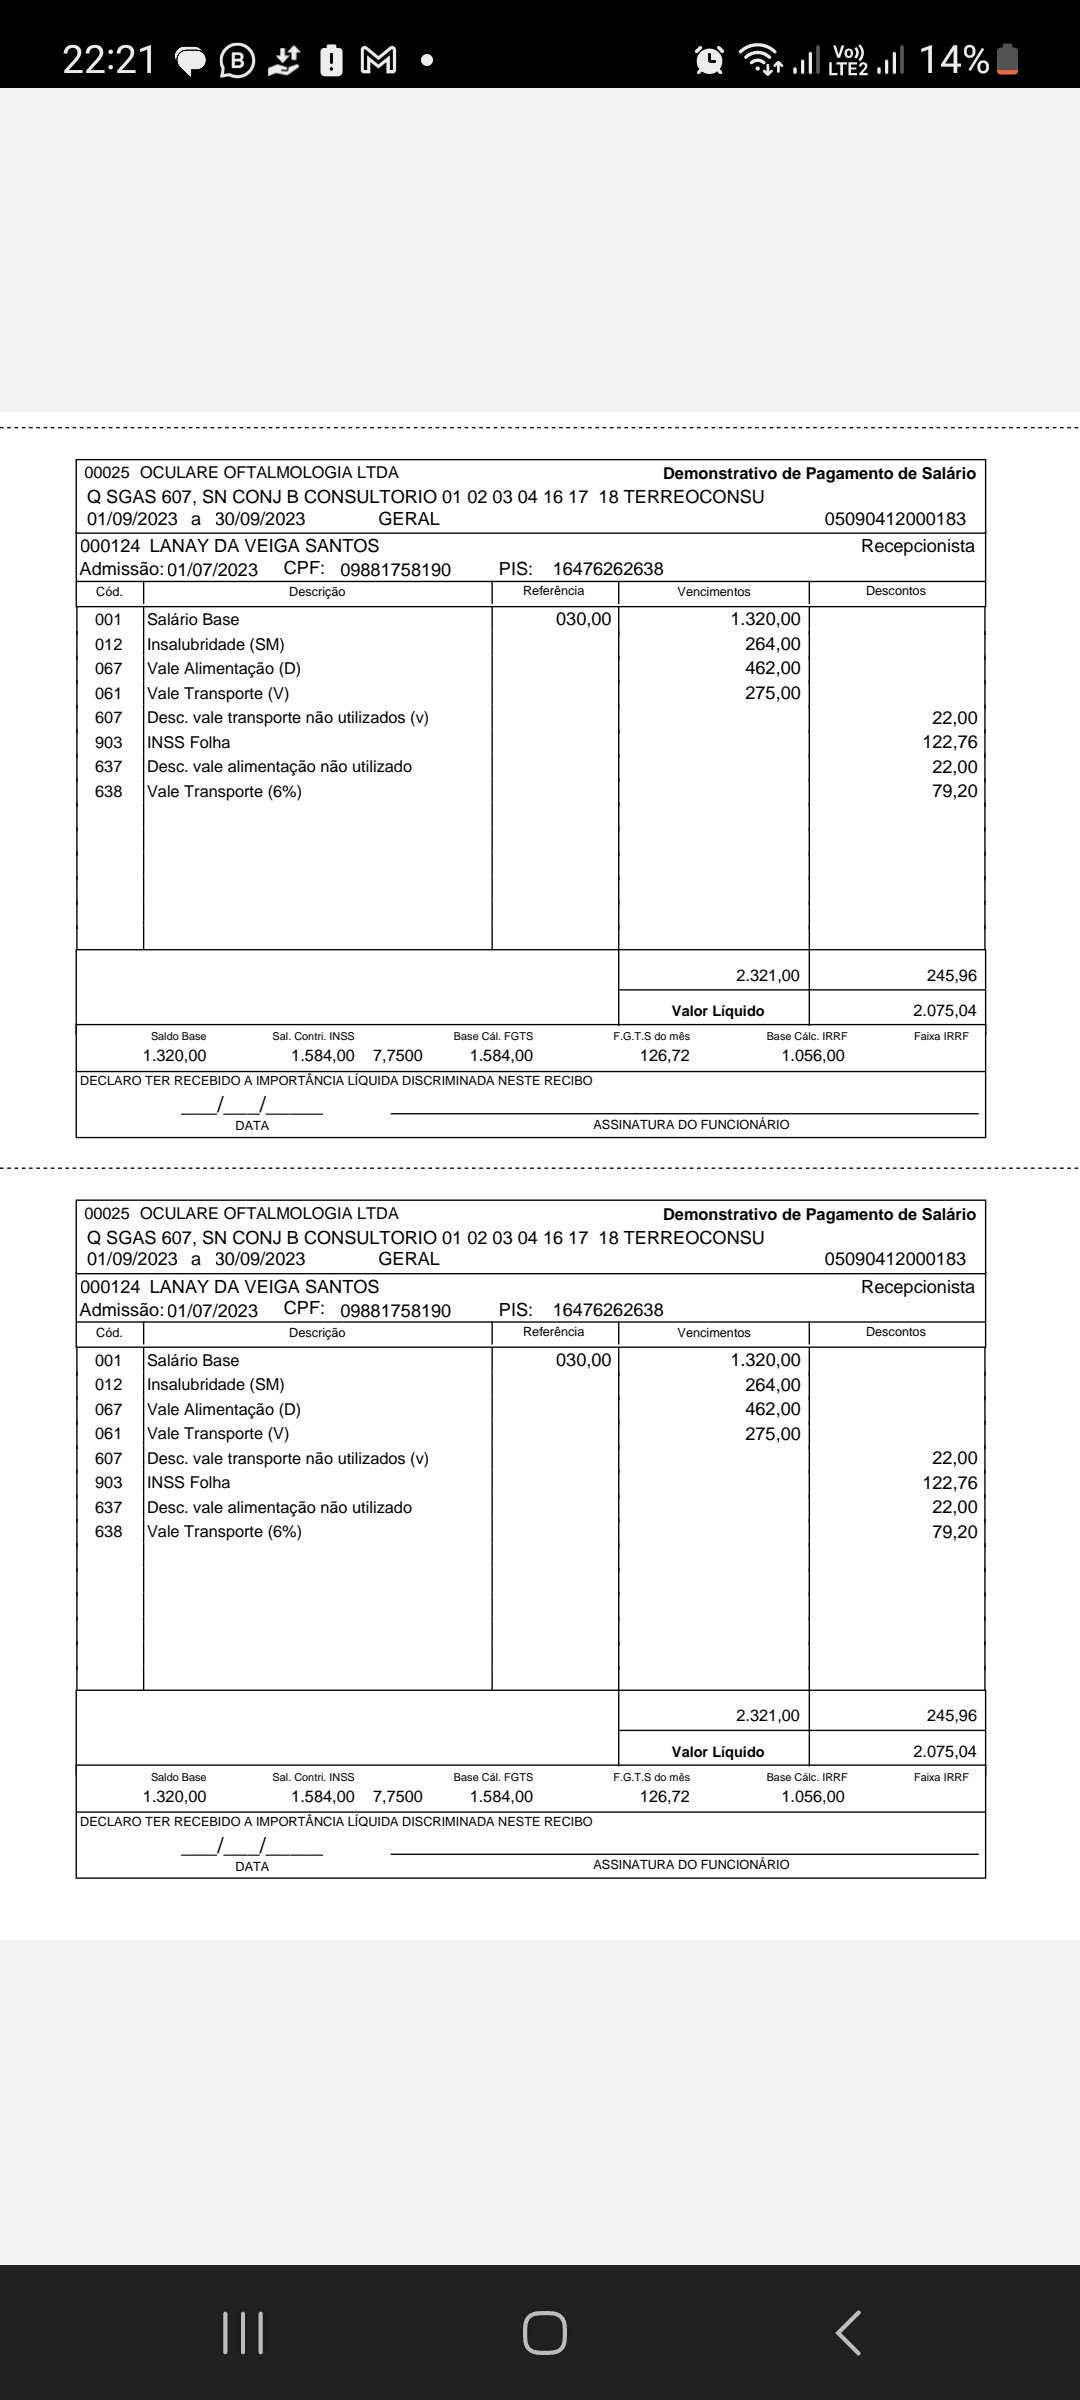 22:21 14%
Vo)) LTE2
00025 OCULARE OFTALMOLOGIA LTDA Demonstrativo de Pagamento de Salário
Q SGAS 607, SN CONJ B CONSULTORIO 01 02 03 04 16 17 18 TERREOCONSU
01/09/2023 a 30/09/2023 GERAL 05090412000183
000124 LANAY DA VEIGA SANTOS Recepcionista
Admissão: 01/07/2023 CPF: 09881758190 PIS: 16476262638
Cód. Descrição Referência Vencimentos Descontos
001 Salário Base 030,00 1.320,00
012 Insalubridade (SM) 264,00
067 Vale Alimentação (D) 462,00
061 Vale Transporte (V) 275,00
607 Desc. vale transporte não utilizados (v) 22,00
903 INSS Folha 122,76
637 Desc. vale alimentação não utilizado 22,00
638 Vale Transporte (6%) 79,20
2.321,00 245,96
Valor Líquido 2.075,04
Saldo Base Sal. Contri. INSS Base Cál. FGTS F.G.T.S do mês Base Cálc. IRRF Faixa IRRF
1.320,00 1.584,00 7,7500 1.584,00 126,72 1.056,00
DECLARO TER RECEBIDO A IMPORTÂNCIA LÍQUIDA DISCRIMINADA NESTE RECIBO
___/___/_____
DATA ASSINATURA DO FUNCIONÁRIO
00025 OCULARE OFTALMOLOGIA LTDA Demonstrativo de Pagamento de Salário
Q SGAS 607, SN CONJ B CONSULTORIO 01 02 03 04 16 17 18 TERREOCONSU
01/09/2023 a 30/09/2023 GERAL 05090412000183
000124 LANAY DA VEIGA SANTOS Recepcionista
Admissão: 01/07/2023 CPF: 09881758190 PIS: 16476262638
Cód. Descrição Referência Vencimentos Descontos
001 Salário Base 030,00 1.320,00
012 Insalubridade (SM) 264,00
067 Vale Alimentação (D) 462,00
061 Vale Transporte (V) 275,00
607 Desc. vale transporte não utilizados (v) 22,00
903 INSS Folha 122,76
637 Desc. vale alimentação não utilizado 22,00
638 Vale Transporte (6%) 79,20
2.321,00 245,96
Valor Líquido 2.075,04
Saldo Base Sal. Contri. INSS Base Cál. FGTS F.G.T.S do mês Base Cálc. IRRF Faixa IRRF
1.320,00 1.584,00 7,7500 1.584,00 126,72 1.056,00
DECLARO TER RECEBIDO A IMPORTÂNCIA LÍQUIDA DISCRIMINADA NESTE RECIBO
___/___/_____
DATA ASSINATURA DO FUNCIONÁRIO